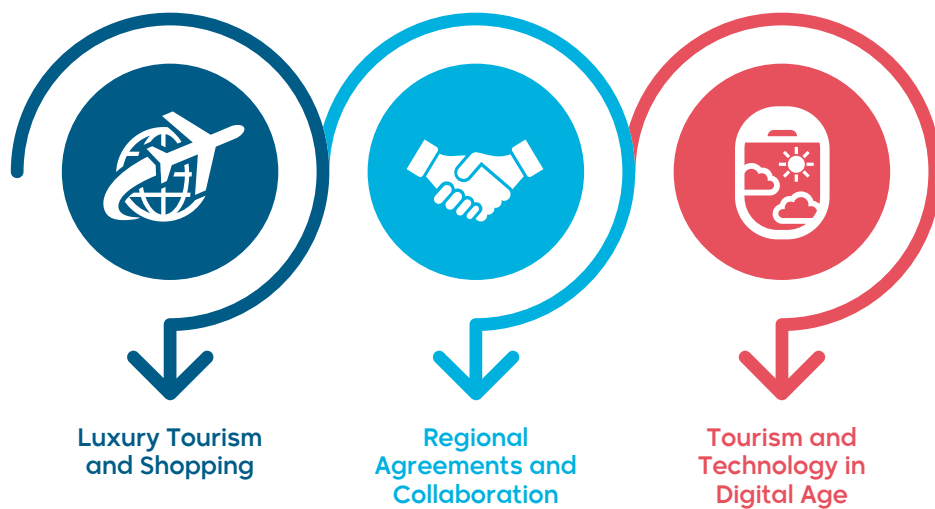 Luxury Tourism
and Shopping
Regional
Agreements and
Collaboration
Tourism and
Technology in
Digital Age